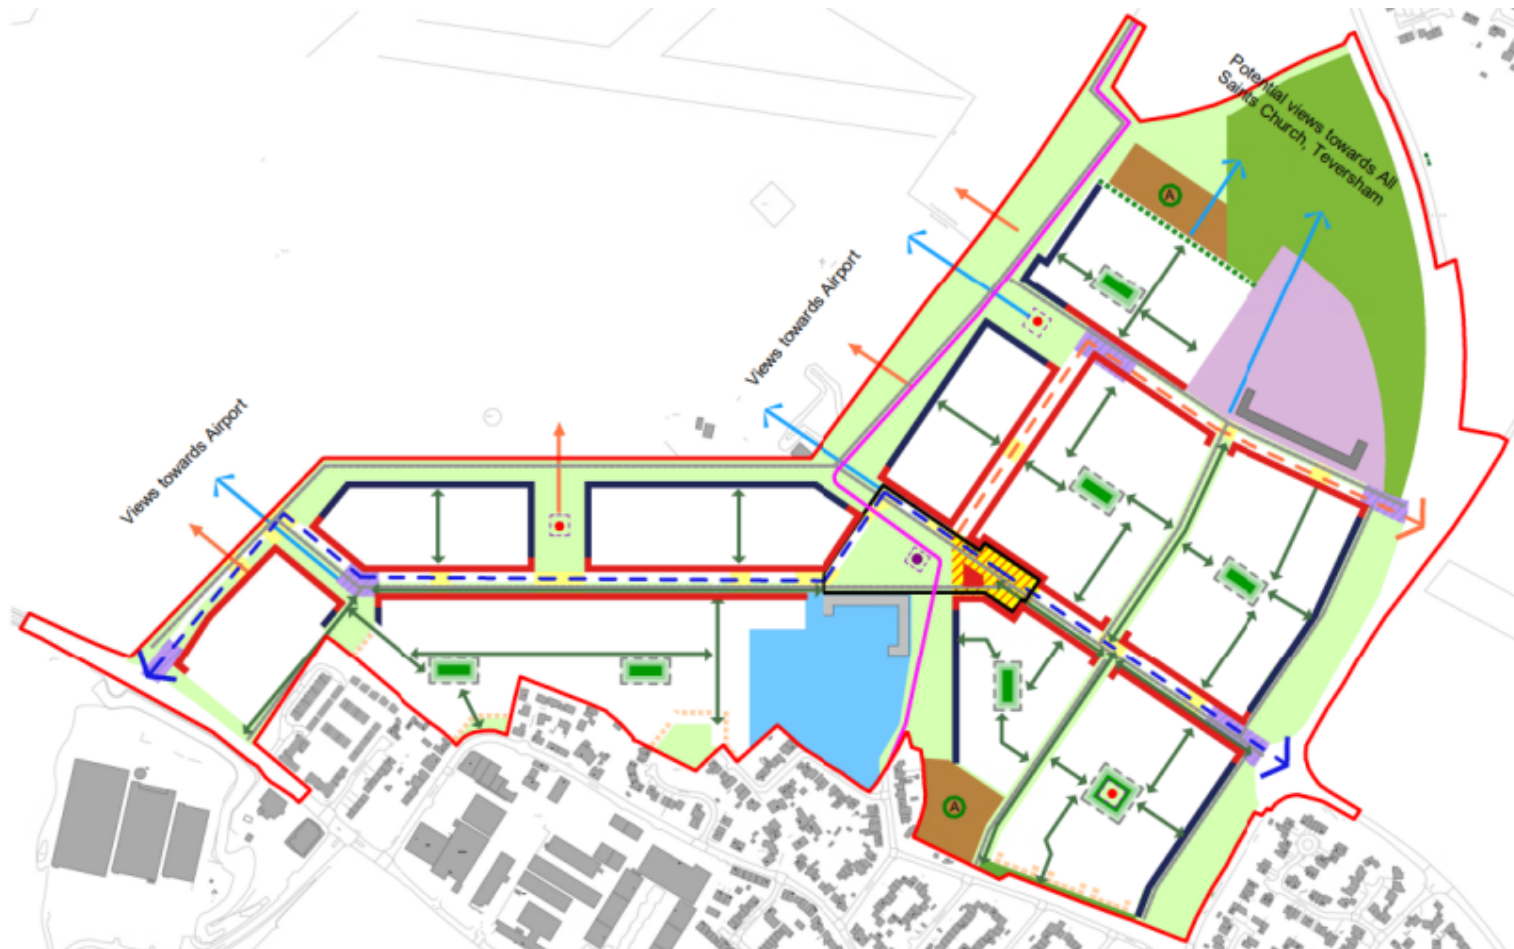 Potential views towards All
Saints Church, Teversham
A
Views towards Airport
Views towards Airport
A